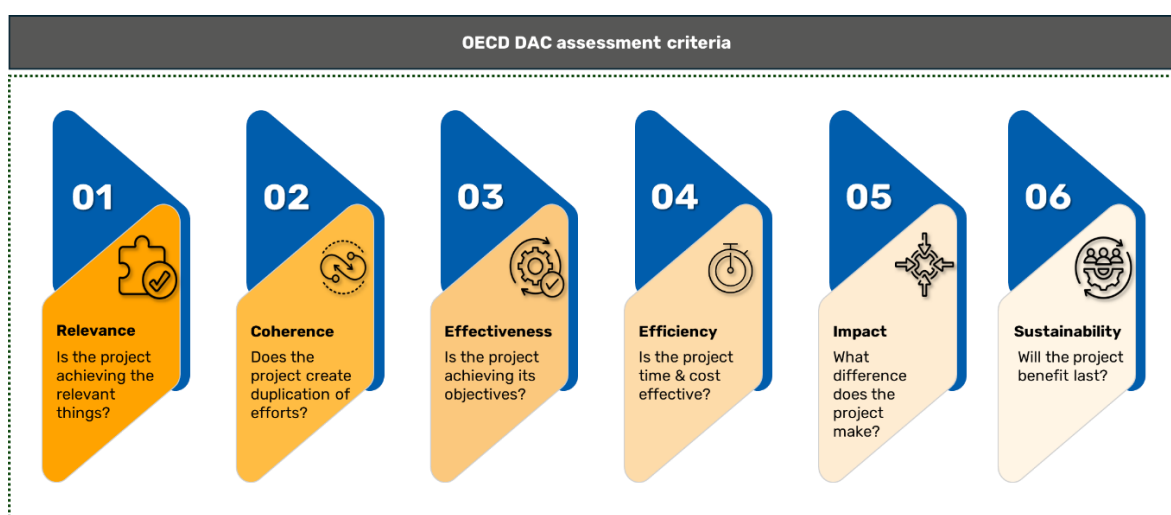 OECD DAC assessment criteria
01
Relevance
Is the project
achieving the
relevant
things?
02
Coherence
Does the
project create
duplication of
efforts?
03
Effectiveness
Is the project
achieving its
objectives?
04
Efficiency
Is the project
time & cost
effective?
05
Impact
What
difference
does the
project
make?
06
Sustainability
Will the project
benefit last?